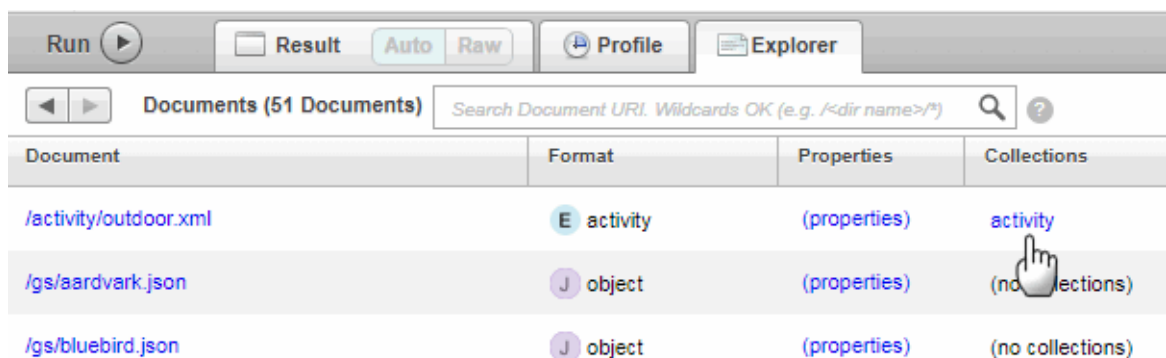 Run Result Auto Raw Profile Explorer
Documents (51 Documents) Search Document URI. Wildcards OK (e.g. /<dir name>/*) ?
Document Format Properties Collections
/activity/outdoor.xml E activity (properties) activity
/gs/aardvark.json J object (properties) (no collections)
/gs/bluebird.json J object (properties) (no collections)